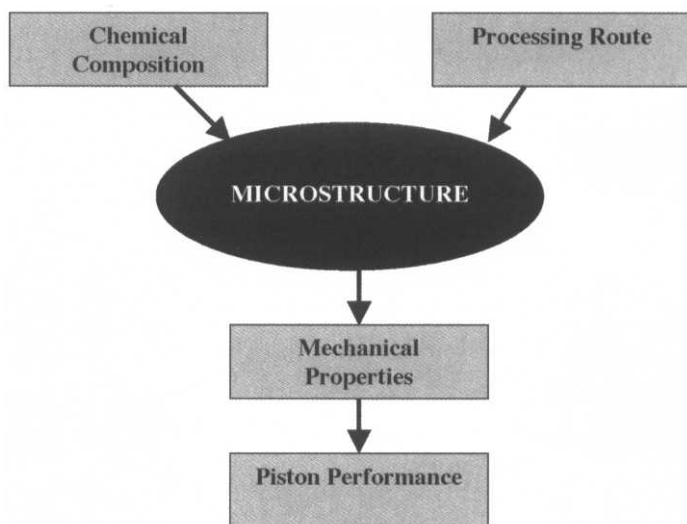 Chemical
Composition
Processing Route
MICROSTRUCTURE
Mechanical
Properties
Piston Performance